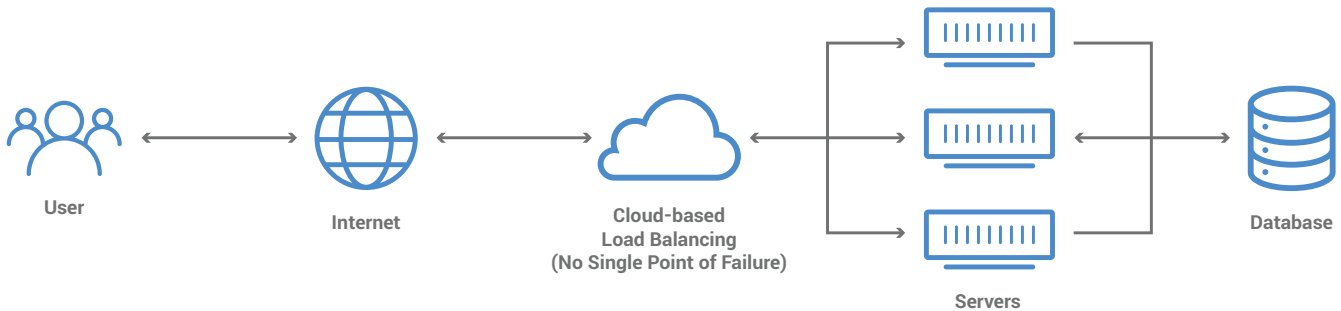 User
Internet
Cloud-based
Load Balancing
(No Single Point of Failure)
Servers
Database